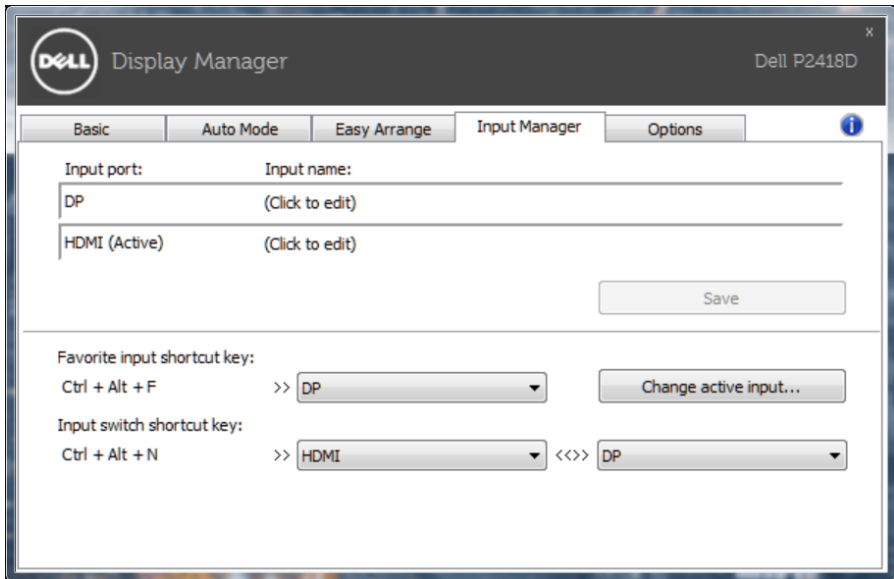 x
DELL Display Manager Dell P2418D
Basic Auto Mode Easy Arrange Input Manager Options i
Input port: Input name:
DP (Click to edit)
HDMI (Active) (Click to edit)
Save
Favorite input shortcut key:
Ctrl + Alt + F >> DP Change active input...
Input switch shortcut key:
Ctrl + Alt + N >> HDMI <<>> DP